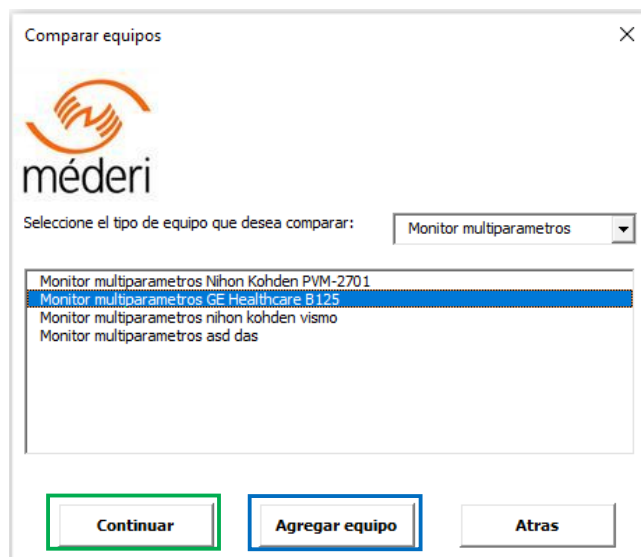 Comparar equipos
méderi
Seleccione el tipo de equipo que desea comparar:
Monitor multiparametros
Monitor multiparametros Nihon Kohden PVM-2701
Monitor multiparametros GE Healthcare B125
Monitor multiparametros nihon kohden vismo
Monitor multiparametros asd das
Continuar
Agregar equipo
Atras